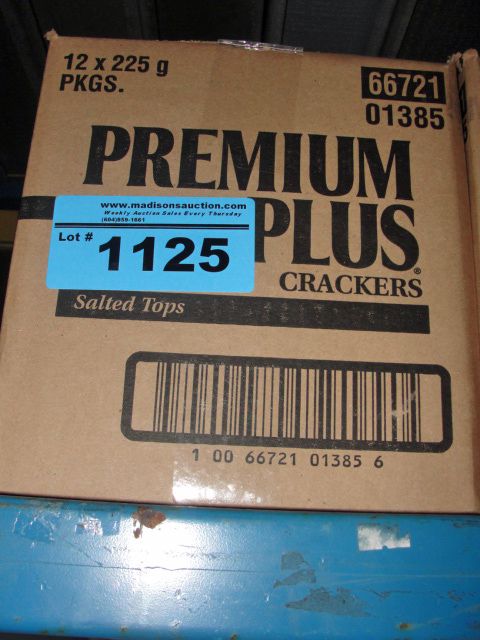 12 x 225 g
PKGS.
66721
01385
PREMIUM
PLUS®
CRACKERS
www.madisonsauction.com
Weekly Auction Sales Every Thursday
(604)859-1661
Lot # 1125
Salted Tops
1 00 66721 01385 6